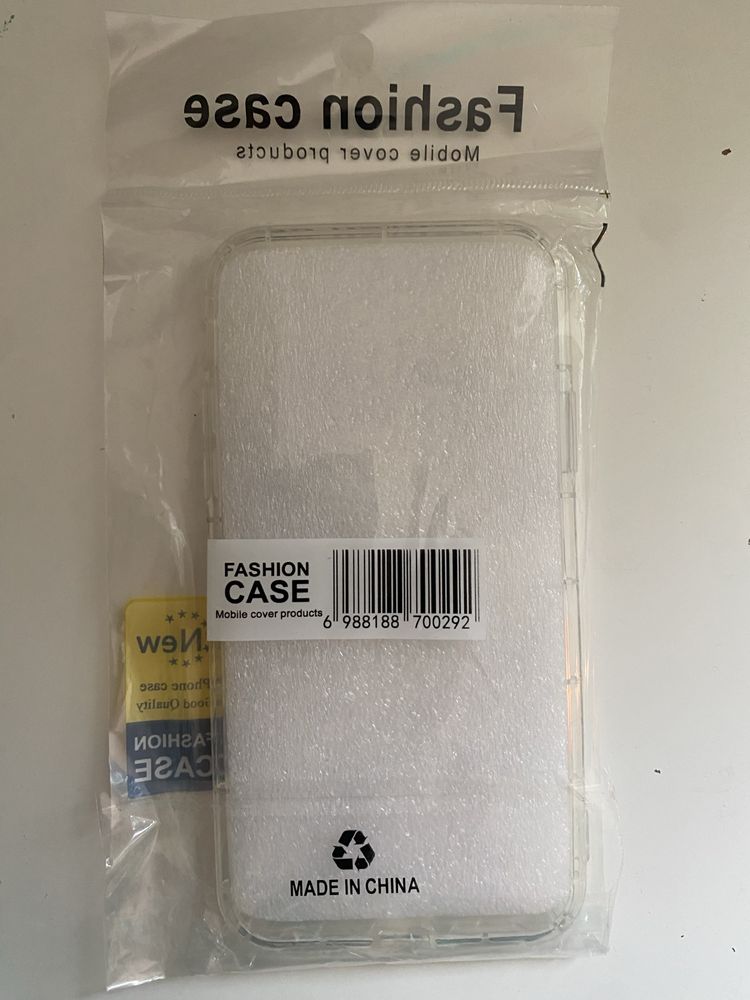 Fashion case
Mobile cover products
FASHION
CASE
Mobile cover products
6 988188 700292
New
Phone case
Good Quality
FASHION
CASE
MADE IN CHINA